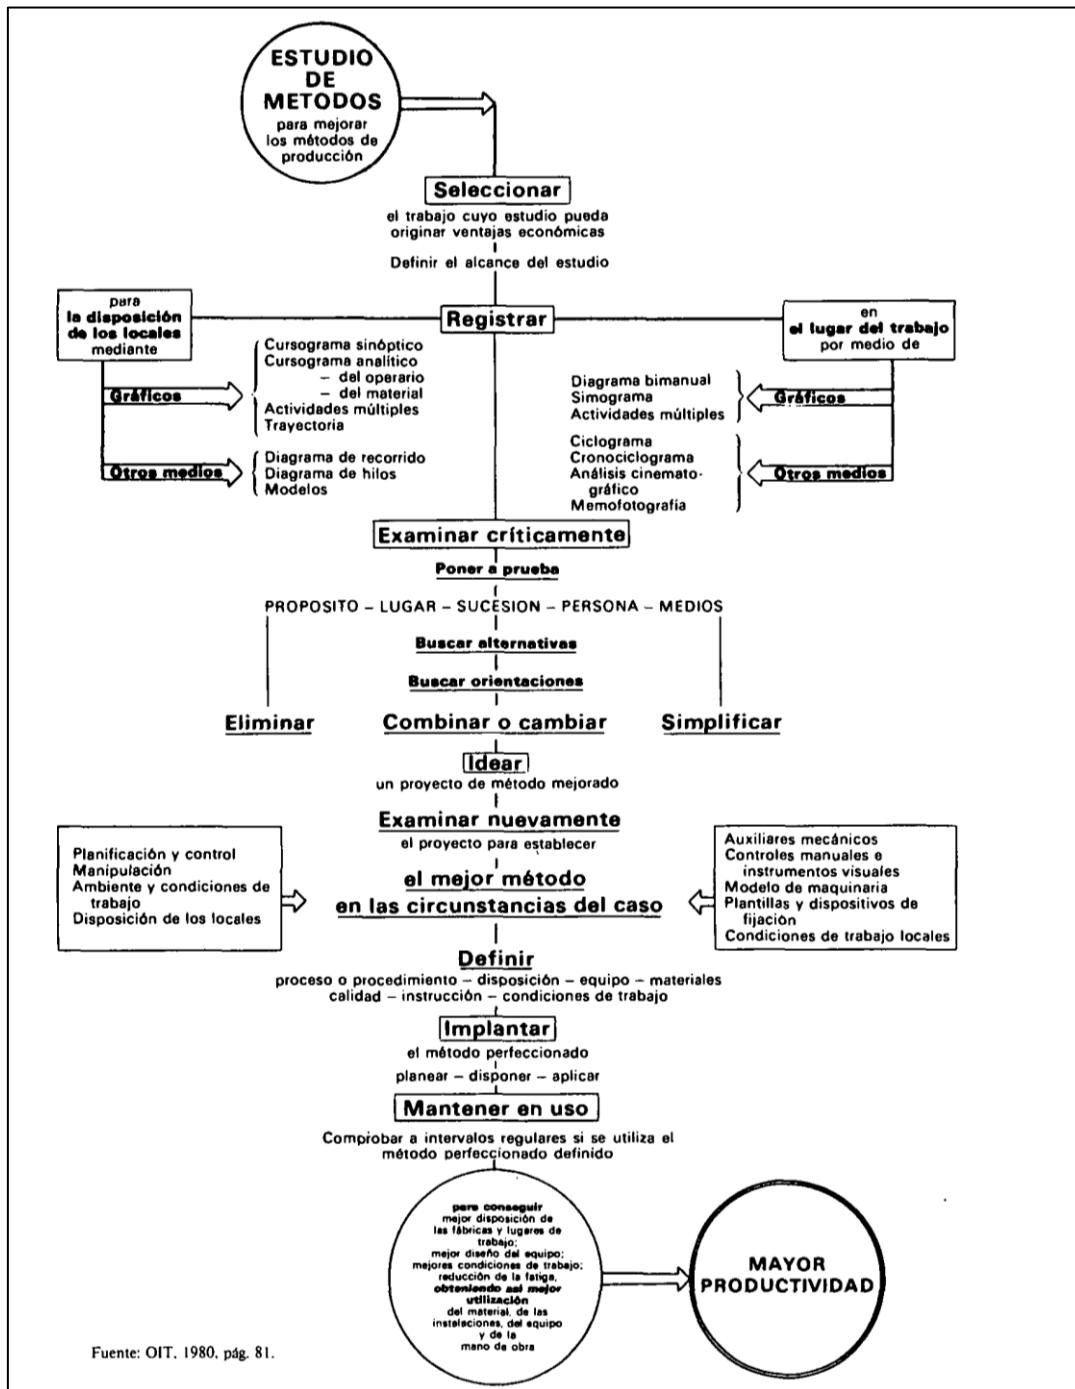 ESTUDIO
DE
METODOS
para mejorar
los métodos de
producción
Seleccionar
el trabajo cuyo estudio pueda
originar ventajas económicas
Definir el alcance del estudio
para
la disposición
de los locales
mediante
Registrar
en
el lugar del trabajo
por medio de
Gráficos
Cursograma sinóptico
Cursograma analítico
– del operario
– del material
Actividades múltiples
Trayectoria
Otros medios
Diagrama de recorrido
Diagrama de hilos
Modelos
Diagrama bimanual
Simograma
Actividades múltiples
Gráficos
Ciclograma
Cronociclograma
Análisis cinemato-
gráfico
Memofotografía
Otros medios
Examinar críticamente
Poner a prueba
PROPOSITO – LUGAR – SUCESION – PERSONA – MEDIOS
Buscar alternativas
Buscar orientaciones
Eliminar
Combinar o cambiar
Simplificar
Idear
un proyecto de método mejorado
Examinar nuevamente
el proyecto para establecer
el mejor método
en las circunstancias del caso
Planificación y control
Manipulación
Ambiente y condiciones de
trabajo
Disposición de los locales
Auxiliares mecánicos
Controles manuales e
instrumentos visuales
Modelo de maquinaria
Plantillas y dispositivos de
fijación
Condiciones de trabajo locales
Definir
proceso o procedimiento – disposición – equipo – materiales
calidad – instrucción – condiciones de trabajo
Implantar
el método perfeccionado
planear – disponer – aplicar
Mantener en uso
Comprobar a intervalos regulares si se utiliza el
método perfeccionado definido
para conseguir
mejor disposición de
las fábricas y lugares de
trabajo;
mejor diseño del equipo;
mejores condiciones de trabajo;
reducción de la fatiga,
obteniendo así mejor
utilización
del material, de las
instalaciones, del equipo
y de la
mano de obra
MAYOR
PRODUCTIVIDAD
Fuente: OIT, 1980, pág. 81.